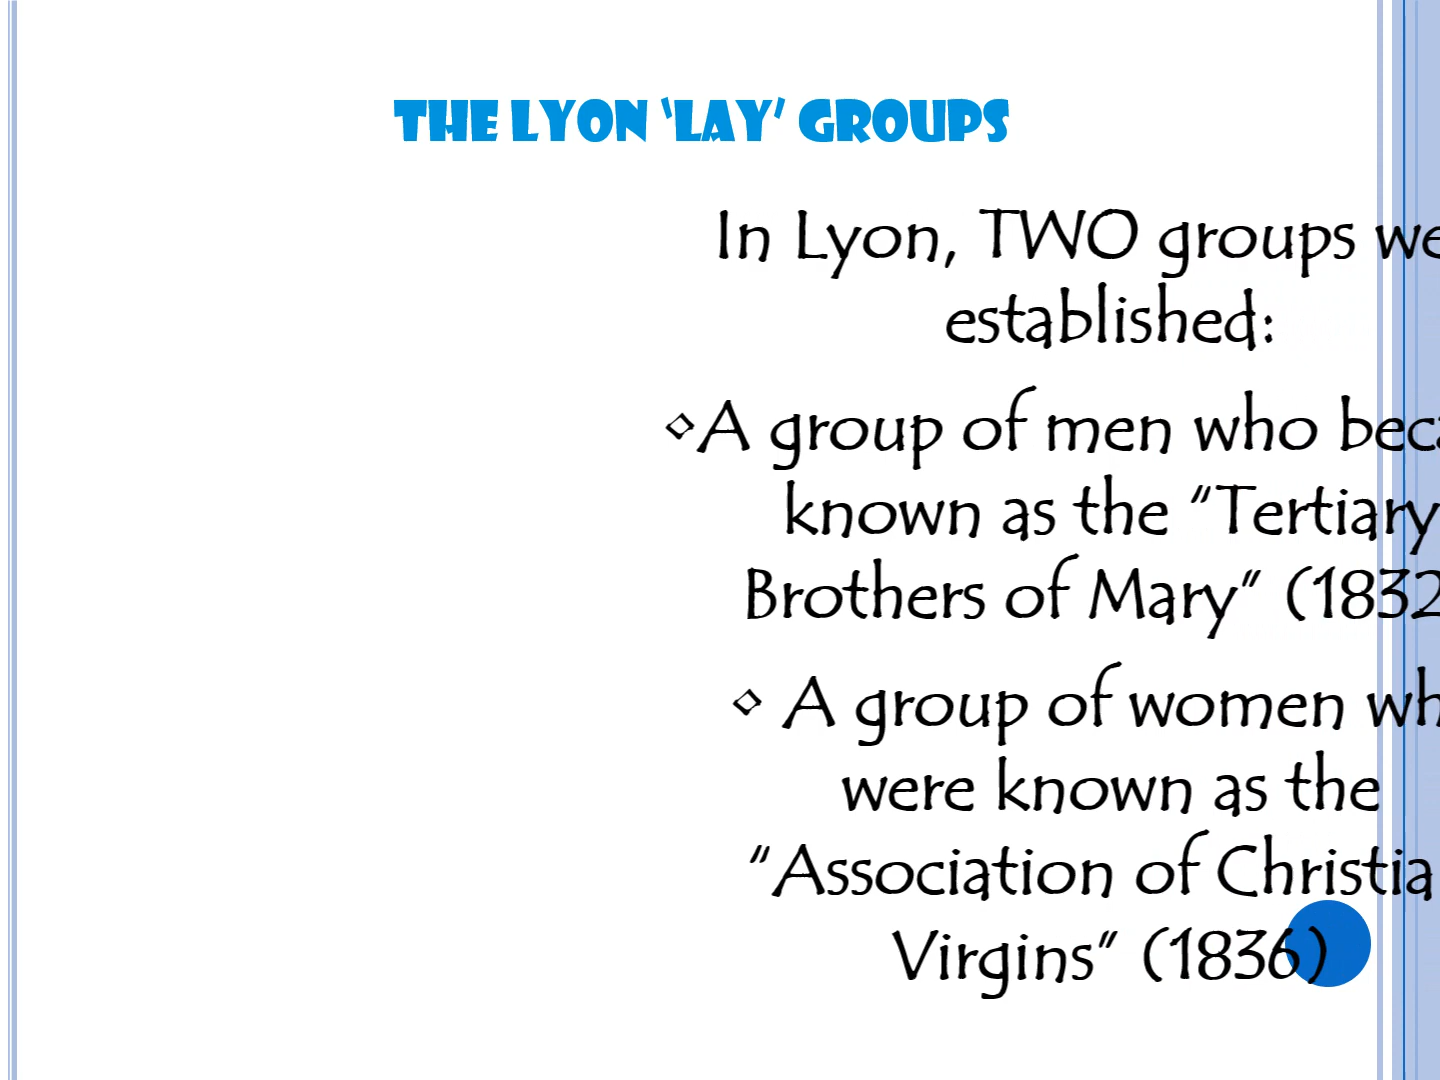 THE LYON ‘LAY’ GROUPS
In Lyon, TWO groups we
established:
A group of men who beca
known as the “Tertiary
Brothers of Mary” (1832
A group of women wh
were known as the
“Association of Christia
Virgins” (1836)